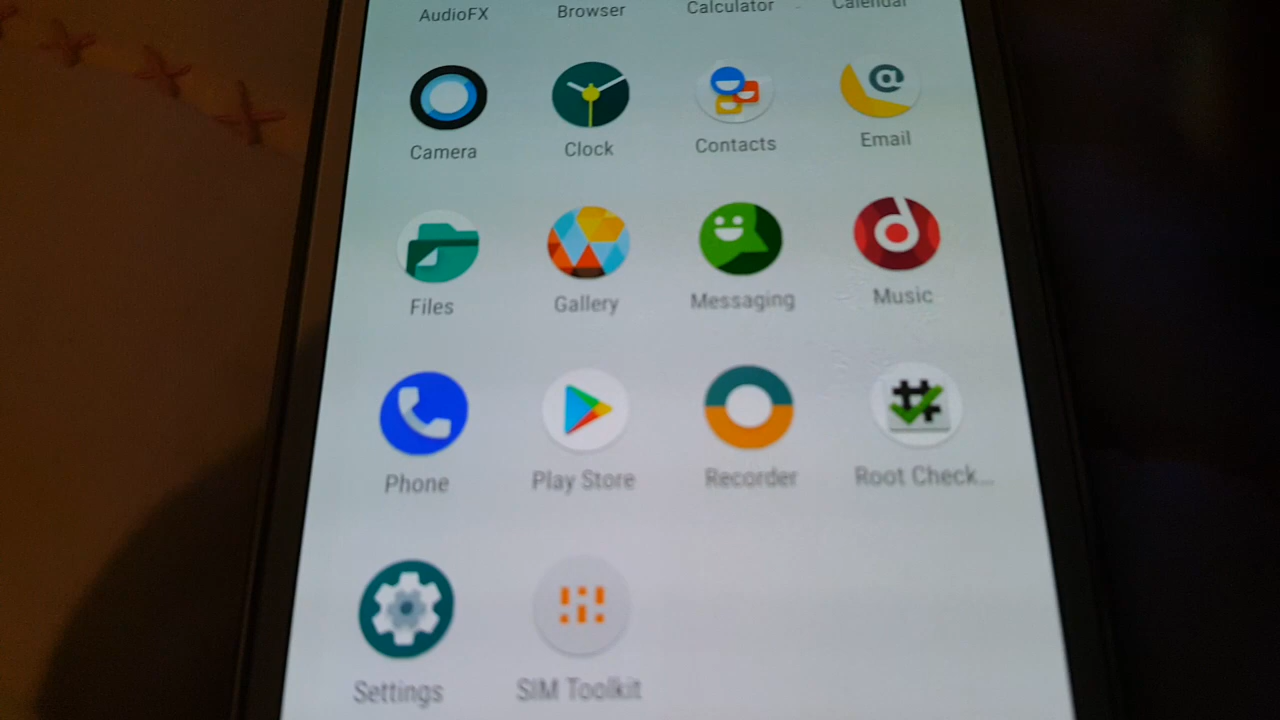 AudioFX Browser Calculator Calendar
Camera Clock Contacts Email
Files Gallery Messaging Music
Phone Play Store Recorder Root Check...
Settings SIM Toolkit